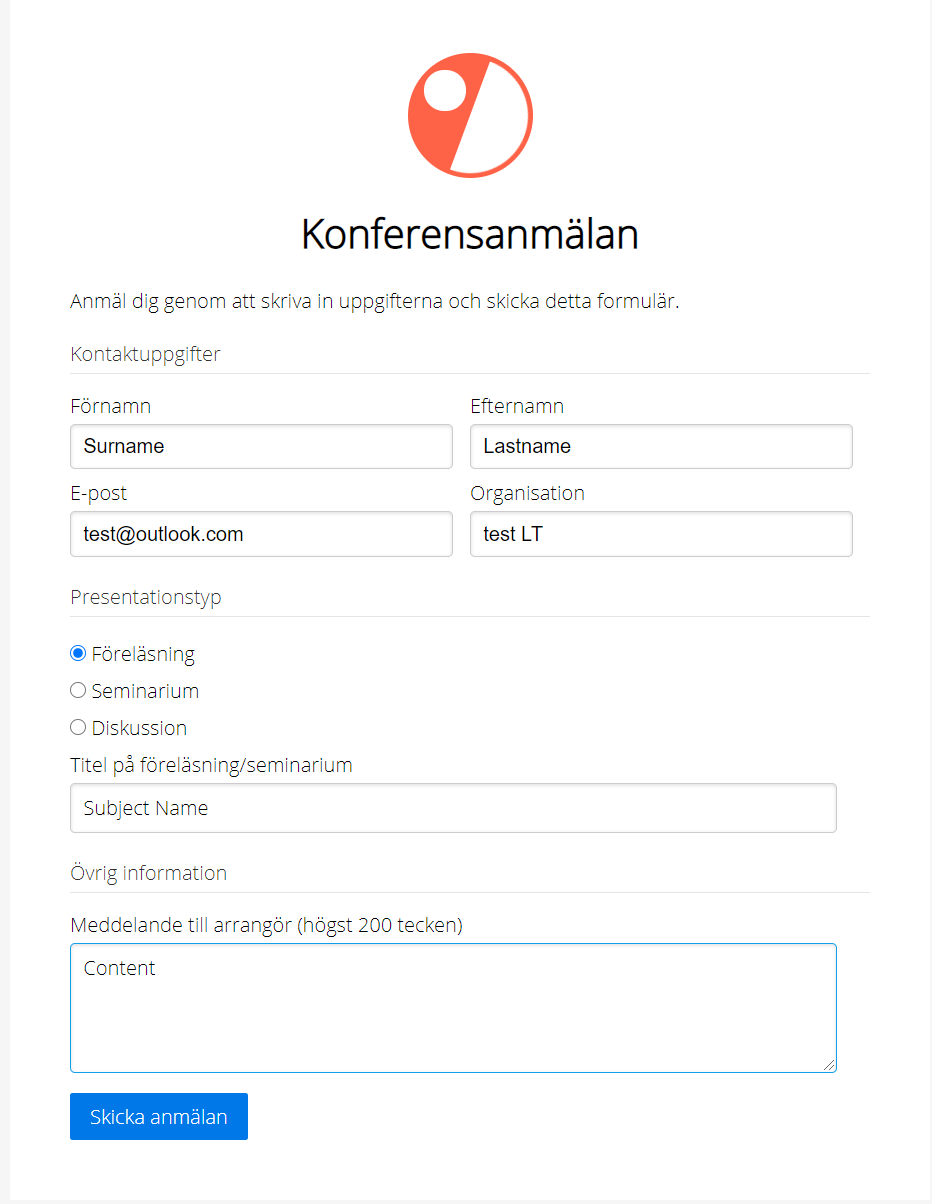 Konferensanmälan
Anmäl dig genom att skriva in uppgifterna och skicka detta formulär.
Kontaktuppgifter
Förnamn
Efternamn
Surname
Lastname
E-post
Organisation
test@outlook.com
test LT
Presentationstyp
Föreläsning
Seminarium
Diskussion
Titel på föreläsning/seminarium
Subject Name
Övrig information
Meddelande till arrangör (högst 200 tecken)
Content
Skicka anmälan